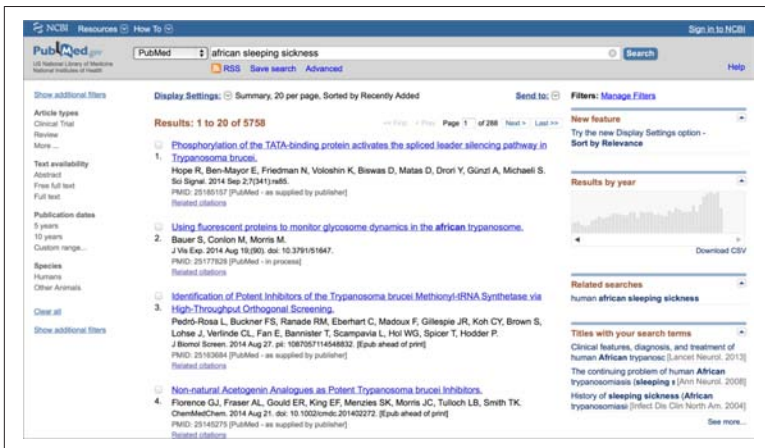 NCBI Resources How To Sign in to NCBI
PubMed.gov
US National Library of Medicine
National Institutes of Health
PubMed african sleeping sickness Search
RSS Save search Advanced Help
Show additional filters
Article types
Clinical Trial
Review
More ...
Text availability
Abstract
Free full text
Full text
Publication dates
5 years
10 years
Custom range...
Species
Humans
Other Animals
Clear all
Show additional filters
Display Settings: Summary, 20 per page, Sorted by Recently Added Send to:
Results: 1 to 20 of 5758 << First < Prev Page 1 of 288 Next > Last >>
Phosphorylation of the TATA-binding protein activates the spliced leader silencing pathway in
1. Trypanosoma brucei.
Hope R, Ben-Mayor E, Friedman N, Voloshin K, Biswas D, Matas D, Drori Y, Günzl A, Michaeli S.
Sci Signal. 2014 Sep 2;7(341):ra85.
PMID: 25185157 [PubMed - as supplied by publisher]
Related citations
Using fluorescent proteins to monitor glycosome dynamics in the african trypanosome.
2. Bauer S, Conlon M, Morris M.
J Vis Exp. 2014 Aug 19;(90). doi: 10.3791/51647.
PMID: 25177828 [PubMed - in process]
Related citations
Identification of Potent Inhibitors of the Trypanosoma brucei Methionyl-tRNA Synthetase via
3. High-Throughput Orthogonal Screening.
Pedró-Rosa L, Buckner FS, Ranade RM, Eberhart C, Madoux F, Gillespie JR, Koh CY, Brown S,
Lohse J, Verlinde CL, Fan E, Bannister T, Scampavia L, Hol WG, Spicer T, Hodder P.
J Biomol Screen. 2014 Aug 27. pii: 1087057114548832. [Epub ahead of print]
PMID: 25163684 [PubMed - as supplied by publisher]
Related citations
Non-natural Acetogenin Analogues as Potent Trypanosoma brucei Inhibitors.
4. Florence GJ, Fraser AL, Gould ER, King EF, Menzies SK, Morris JC, Tulloch LB, Smith TK.
ChemMedChem. 2014 Aug 21. doi: 10.1002/cmdc.201402272. [Epub ahead of print]
PMID: 25145275 [PubMed - as supplied by publisher]
Related citations
Filters: Manage Filters
New feature
Try the new Display Settings option -
Sort by Relevance
Results by year
Download CSV
Related searches
human african sleeping sickness
Titles with your search terms
Clinical features, diagnosis, and treatment of
human African trypanosc [Lancet Neurol. 2013]
The continuing problem of human African
trypanosomiasis (sleeping s [Ann Neurol. 2008]
History of sleeping sickness (African
trypanosomiasi [Infect Dis Clin North Am. 2004]
See more...